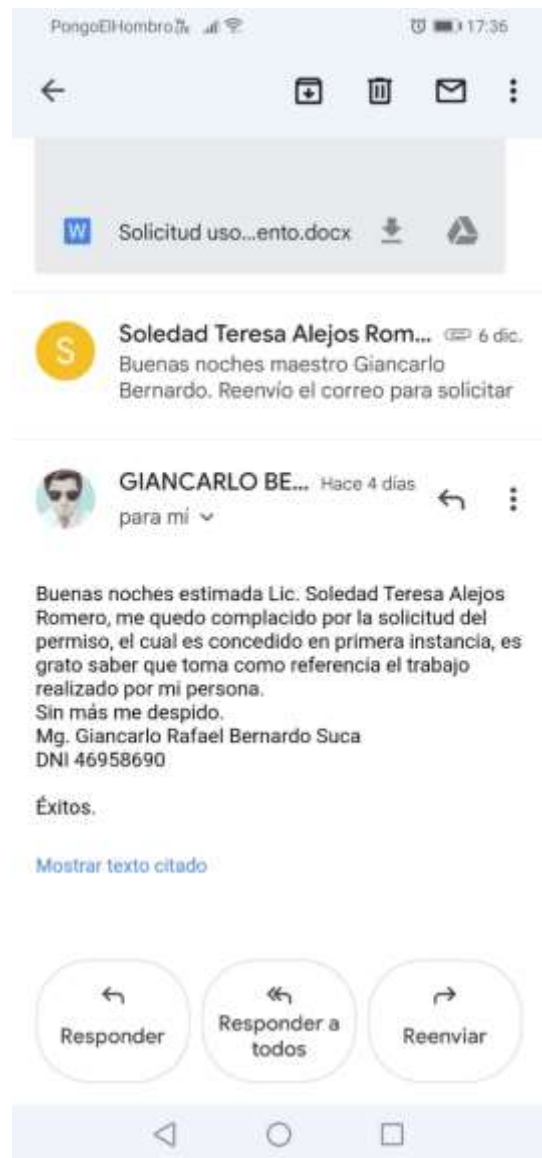 PongoElHombro 17:36
W Solicitud uso...ento.docx
S
Soledad Teresa Alejos Rom... 6 dic.
Buenas noches maestro Giancarlo
Bernardo. Reenvío el correo para solicitar
GIANCARLO BE... Hace 4 días
para mí
Buenas noches estimada Lic. Soledad Teresa Alejos
Romero, me quedo complacido por la solicitud del
permiso, el cual es concedido en primera instancia, es
grato saber que toma como referencia el trabajo
realizado por mi persona.
Sin más me despido.
Mg. Giancarlo Rafael Bernardo Suca
DNI 46958690
Éxitos.
Mostrar texto citado
Responder
Responder a
todos
Reenviar